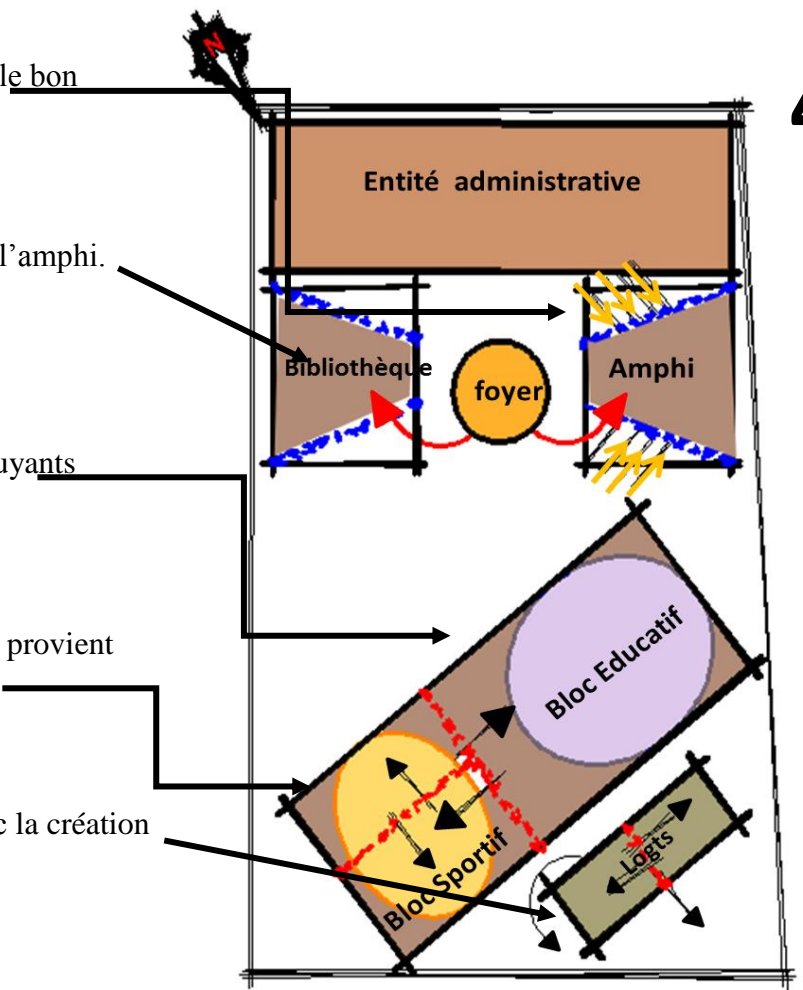 N
le bon
Entité administrative
l’amphi.
Bibliothèque
foyer
Amphi
uyants
Bloc Educatif
provient
Logts
c la création
Bloc Sportif